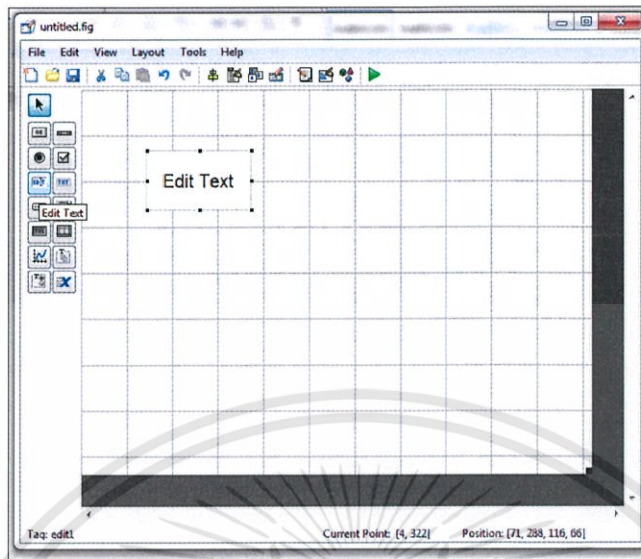 untitled.fig
File Edit View Layout Tools Help
Edit Text
Edit Text
Tag: edit1 Current Point: [4, 322] Position: [71, 288, 116, 66]